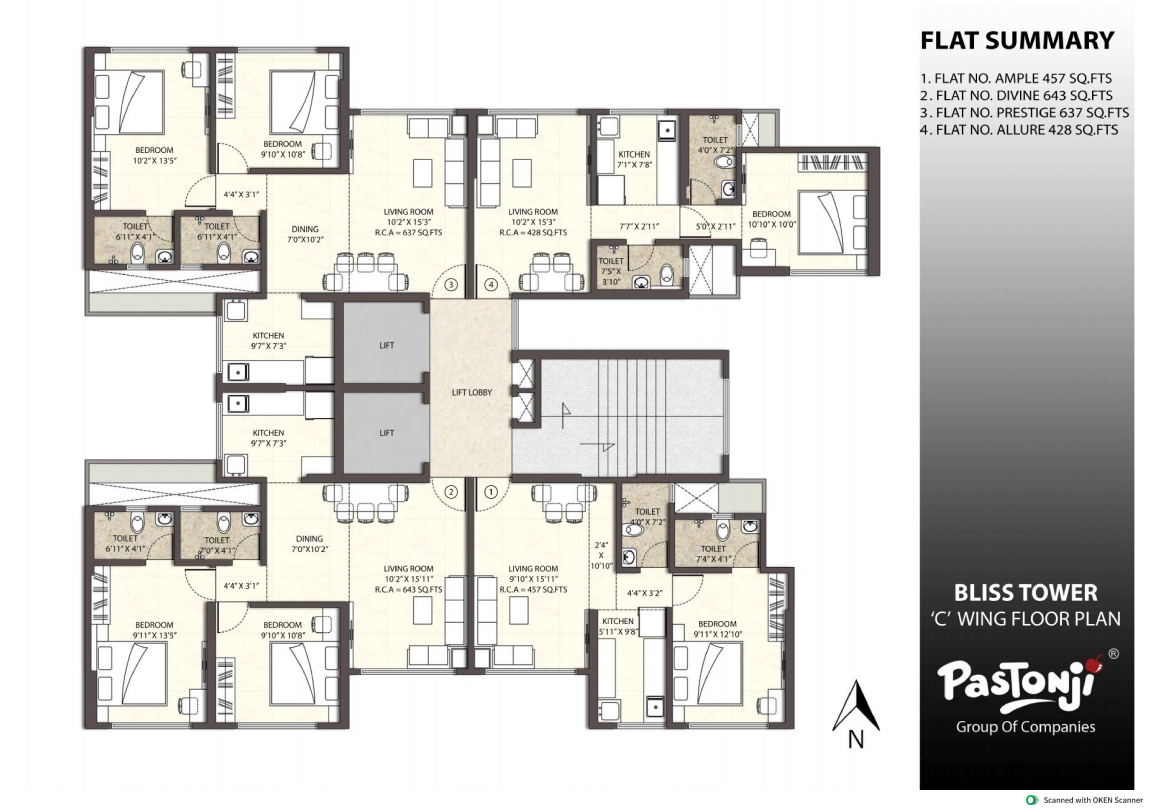 FLAT SUMMARY
1. FLAT NO. AMPLE 457 SQ.FTS
2. FLAT NO. DIVINE 643 SQ.FTS
3. FLAT NO. PRESTIGE 637 SQ.FTS
4. FLAT NO. ALLURE 428 SQ.FTS
BEDROOM
10'2" X 13'5"
BEDROOM
9'10" X 10'8"
4'4" X 3'1"
TOILET
6'11" X 4'1"
TOILET
6'11" X 4'1"
DINING
7'0"X10'2"
LIVING ROOM
10'2" X 15'3"
R.C.A = 637 SQ.FTS
3
KITCHEN
9'7" X 7'3"
LIVING ROOM
10'2" X 15'3"
R.C.A = 428 SQ.FTS
4
KITCHEN
7'1" X 7'8"
TOILET
4'0" X 7'2"
7'7" X 2'11"
5'0" X 2'11"
BEDROOM
10'10" X 10'0"
TOILET
7'5" X
3'10"
LIFT
LIFT LOBBY
LIFT
KITCHEN
9'7" X 7'3"
2
1
TOILET
6'11" X 4'1"
TOILET
7'0" X 4'1"
DINING
7'0"X10'2"
4'4" X 3'1"
LIVING ROOM
10'2" X 15'11"
R.C.A = 643 SQ.FTS
BEDROOM
9'11" X 13'5"
BEDROOM
9'10" X 10'8"
LIVING ROOM
9'10" X 15'11"
R.C.A = 457 SQ.FTS
2'4"
X
10'10"
TOILET
4'0" X 7'2"
TOILET
7'4" X 4'1"
4'4" X 3'2"
KITCHEN
5'11" X 9'8"
BEDROOM
9'11" X 12'10"
N
BLISS TOWER
'C' WING FLOOR PLAN
PasTonji ®
Group Of Companies
Scanned with OKEN Scanner